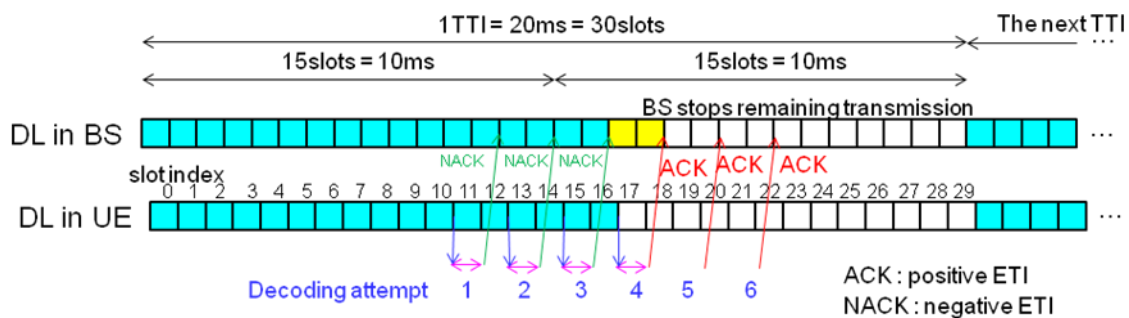 1TTI = 20ms = 30slots
The next TTI
...
15slots = 10ms
15slots = 10ms
BS stops remaining transmission
DL in BS
...
NACK NACK NACK ACK ACK ACK
slot index
0 1 2 3 4 5 6 7 8 9 10 11 12 13 14 15 16 17 18 19 20 21 22 23 24 25 26 27 28 29
DL in UE
...
Decoding attempt 1 2 3 4 5 6
ACK : positive ETI
NACK : negative ETI